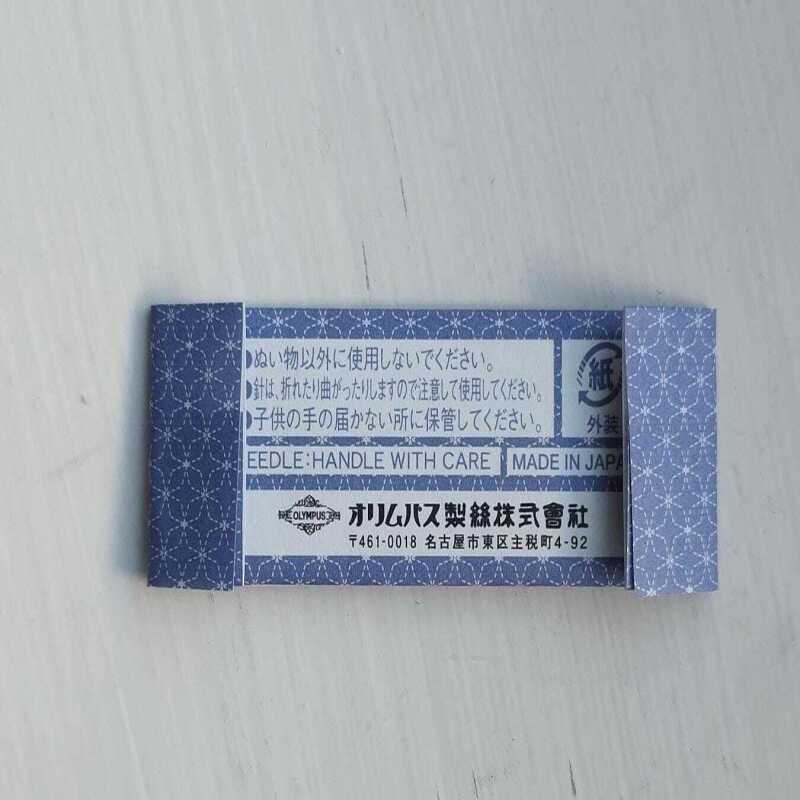 ぬい物以外に使用しないでください。
針は、折れたり曲がったりしますので注意して使用してください。
子供の手の届かない所に保管してください。
紙
外装
EEDLE:HANDLE WITH CARE
MADE IN JAPA
OLYMPUS
オリムパス製絲株式會社
〒461-0018 名古屋市東区主税町4-92